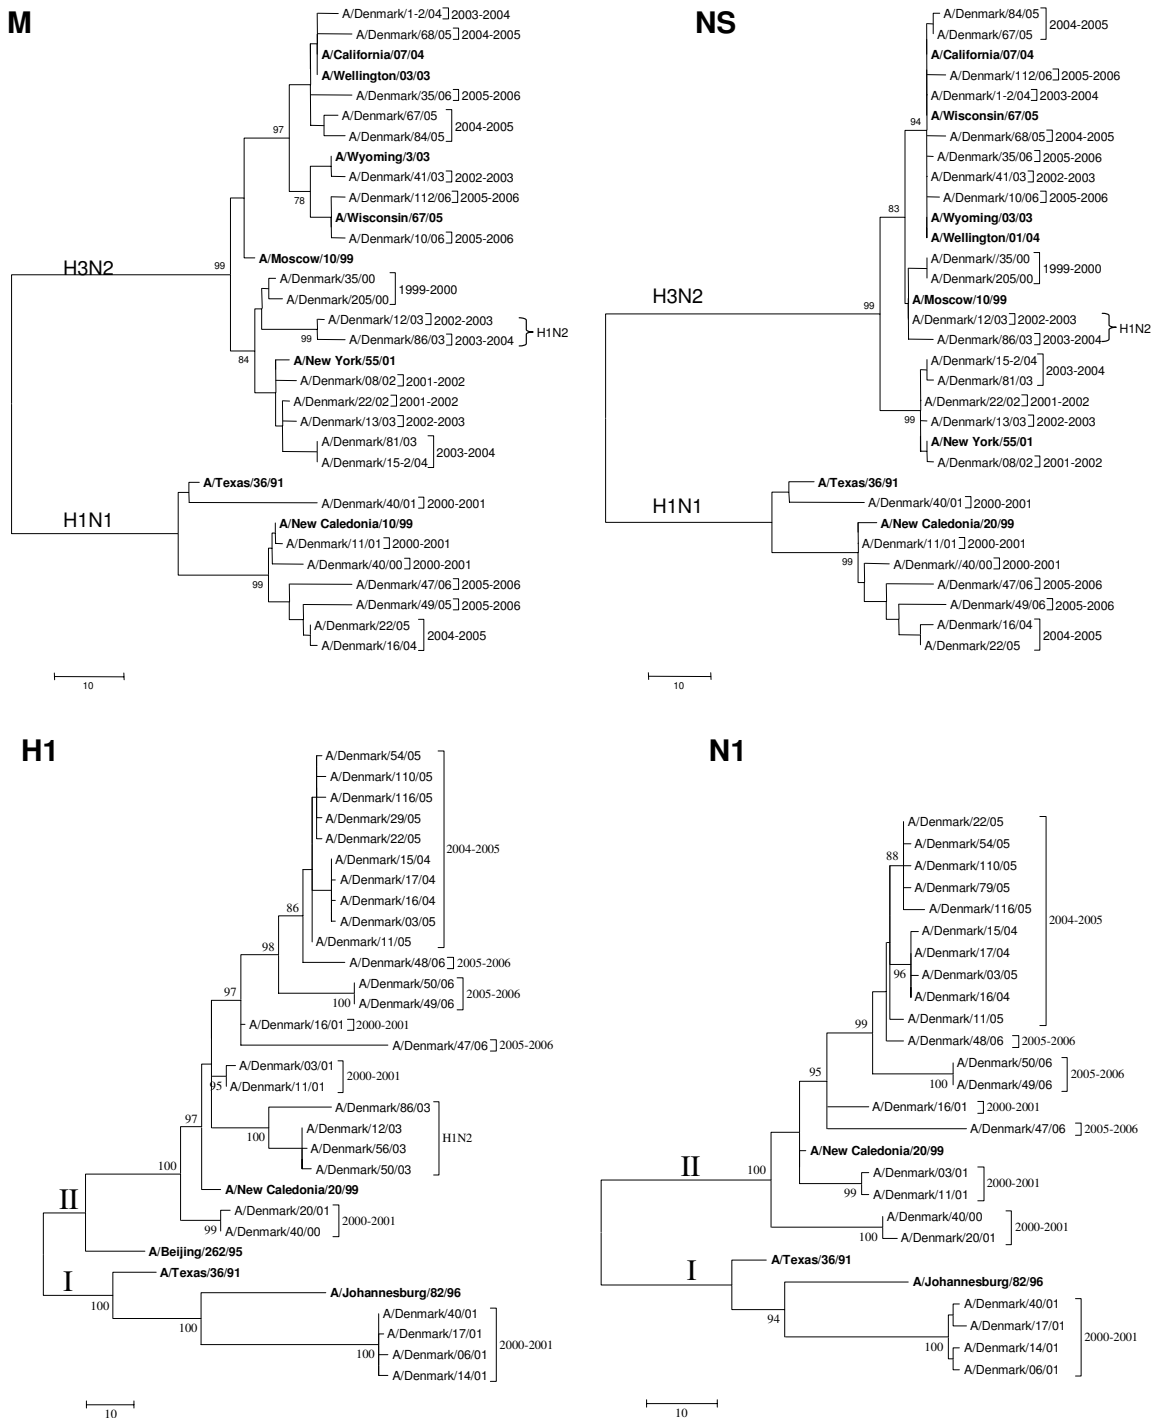 M
A/Denmark/1-2/04 2003-2004
A/Denmark/68/05 2004-2005
A/California/07/04
A/Wellington/03/03
A/Denmark/35/06 2005-2006
97
A/Denmark/67/05
2004-2005
A/Denmark/84/05
A/Wyoming/3/03
A/Denmark/41/03 2002-2003
78
A/Denmark/112/06 2005-2006
A/Wisconsin/67/05
A/Denmark/10/06 2005-2006
A/Moscow/10/99
H3N2
99
A/Denmark/35/00
1999-2000
A/Denmark/205/00
A/Denmark/12/03 2002-2003
H1N2
99
A/Denmark/86/03 2003-2004
84
A/New York/55/01
A/Denmark/08/02 2001-2002
A/Denmark/22/02 2001-2002
A/Denmark/13/03 2002-2003
A/Denmark/81/03
2003-2004
A/Denmark/15-2/04
A/Texas/36/91
A/Denmark/40/01 2000-2001
H1N1
A/New Caledonia/10/99
A/Denmark/11/01 2000-2001
A/Denmark/40/00 2000-2001
99
A/Denmark/47/06 2005-2006
A/Denmark/49/05 2005-2006
A/Denmark/22/05
2004-2005
A/Denmark/16/04
10
NS
A/Denmark/84/05
2004-2005
A/Denmark/67/05
A/California/07/04
A/Denmark/112/06 2005-2006
A/Denmark/1-2/04 2003-2004
A/Wisconsin/67/05
94
A/Denmark/68/05 2004-2005
A/Denmark/35/06 2005-2006
A/Denmark/41/03 2002-2003
A/Denmark/10/06 2005-2006
83
A/Wyoming/03/03
A/Wellington/01/04
A/Denmark//35/00
1999-2000
A/Denmark/205/00
H3N2
99
A/Moscow/10/99
A/Denmark/12/03 2002-2003
H1N2
A/Denmark/86/03 2003-2004
A/Denmark/15-2/04
2003-2004
A/Denmark/81/03
A/Denmark/22/02 2001-2002
99
A/Denmark/13/03 2002-2003
A/New York/55/01
A/Denmark/08/02 2001-2002
A/Texas/36/91
A/Denmark/40/01 2000-2001
H1N1
A/New Caledonia/20/99
A/Denmark/11/01 2000-2001
99
A/Denmark//40/00 2000-2001
A/Denmark/47/06 2005-2006
A/Denmark/49/06 2005-2006
A/Denmark/16/04
2004-2005
A/Denmark/22/05
10
H1
A/Denmark/54/05
A/Denmark/110/05
A/Denmark/116/05
A/Denmark/29/05
A/Denmark/22/05
2004-2005
A/Denmark/15/04
A/Denmark/17/04
A/Denmark/16/04
86
A/Denmark/03/05
A/Denmark/11/05
98
A/Denmark/48/06 2005-2006
A/Denmark/50/06
2005-2006
100
A/Denmark/49/06
97
A/Denmark/16/01 2000-2001
A/Denmark/47/06 2005-2006
A/Denmark/03/01
2000-2001
95
A/Denmark/11/01
97
A/Denmark/86/03
A/Denmark/12/03
H1N2
100
A/Denmark/56/03
A/Denmark/50/03
100
A/New Caledonia/20/99
II
A/Denmark/20/01
2000-2001
99
A/Denmark/40/00
A/Beijing/262/95
I
A/Texas/36/91
100
A/Johannesburg/82/96
100
A/Denmark/40/01
A/Denmark/17/01
2000-2001
100
A/Denmark/06/01
A/Denmark/14/01
10
N1
A/Denmark/22/05
A/Denmark/54/05
88
A/Denmark/110/05
A/Denmark/79/05
A/Denmark/116/05
2004-2005
A/Denmark/15/04
A/Denmark/17/04
96
A/Denmark/03/05
A/Denmark/16/04
A/Denmark/11/05
99
A/Denmark/48/06 2005-2006
A/Denmark/50/06
2005-2006
100
A/Denmark/49/06
95
A/Denmark/16/01 2000-2001
A/Denmark/47/06 2005-2006
A/New Caledonia/20/99
II
100
A/Denmark/03/01
2000-2001
99
A/Denmark/11/01
A/Denmark/40/00
2000-2001
100
A/Denmark/20/01
I
A/Texas/36/91
A/Johannesburg/82/96
94
A/Denmark/40/01
A/Denmark/17/01
2000-2001
100
A/Denmark/14/01
A/Denmark/06/01
10